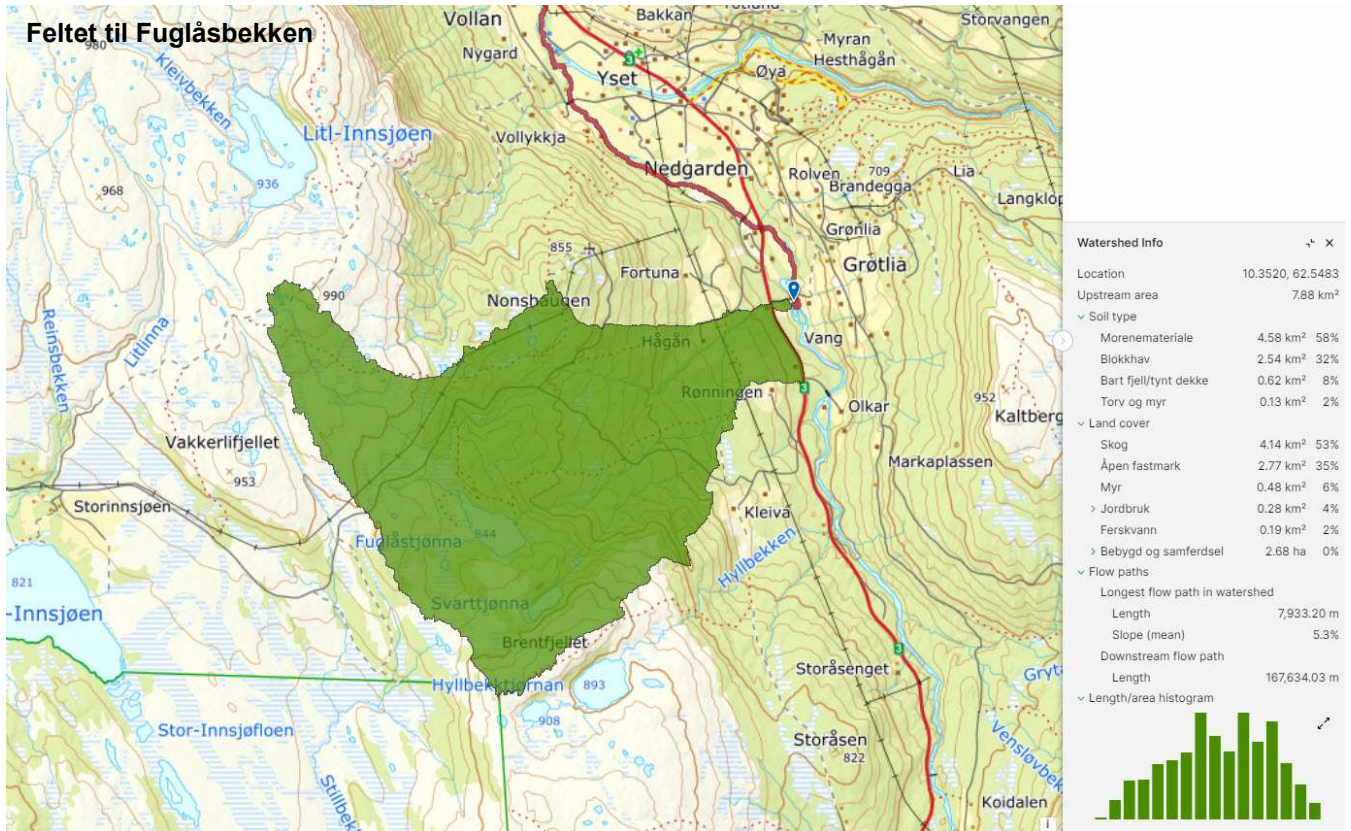 Feltet til Fuglåsbekken
Vollan
Bakkan
Storvangen
Nygard
Myran
Hesthågån
980
Kleivbekken
3
Yset
Øya
Litl-Innsjøen
Vollykkja
936
968
Nedgarden
Rolven
709
Brandegga
Lia
Langklop
Grønlia
855
Fortuna
Grøtlia
990
Nonshaugen
Reinsbekken
Litlinna
Hågån
Vang
Rønningen
3
Olkar
952
Kaltberg
Vakkerlifjellet
953
Markaplassen
Storinnsjøen
Kleiva
Fuglåstjønna
844
Hyllbekken
821
-Innsjøen
Svarttjønna
Brentfjellet
3
Storåsenget
Hyllbekktjørnan
893
Gryta
908
Stor-Innsjøfloen
Storåsen
822
Vensløvbek
Stillbek
Koidalen
i
Watershed Info
Location 10.3520, 62.5483
Upstream area 7.88 km²
Soil type
Morenemateriale 4.58 km² 58%
Blokkhav 2.54 km² 32%
Bart fjell/tynt dekke 0.62 km² 8%
Torv og myr 0.13 km² 2%
Land cover
Skog 4.14 km² 53%
Åpen fastmark 2.77 km² 35%
Myr 0.48 km² 6%
Jordbruk 0.28 km² 4%
Ferskvann 0.19 km² 2%
Bebygd og samferdsel 2.68 ha 0%
Flow paths
Longest flow path in watershed
Length 7,933.20 m
Slope (mean) 5.3%
Downstream flow path
Length 167,634.03 m
Length/area histogram